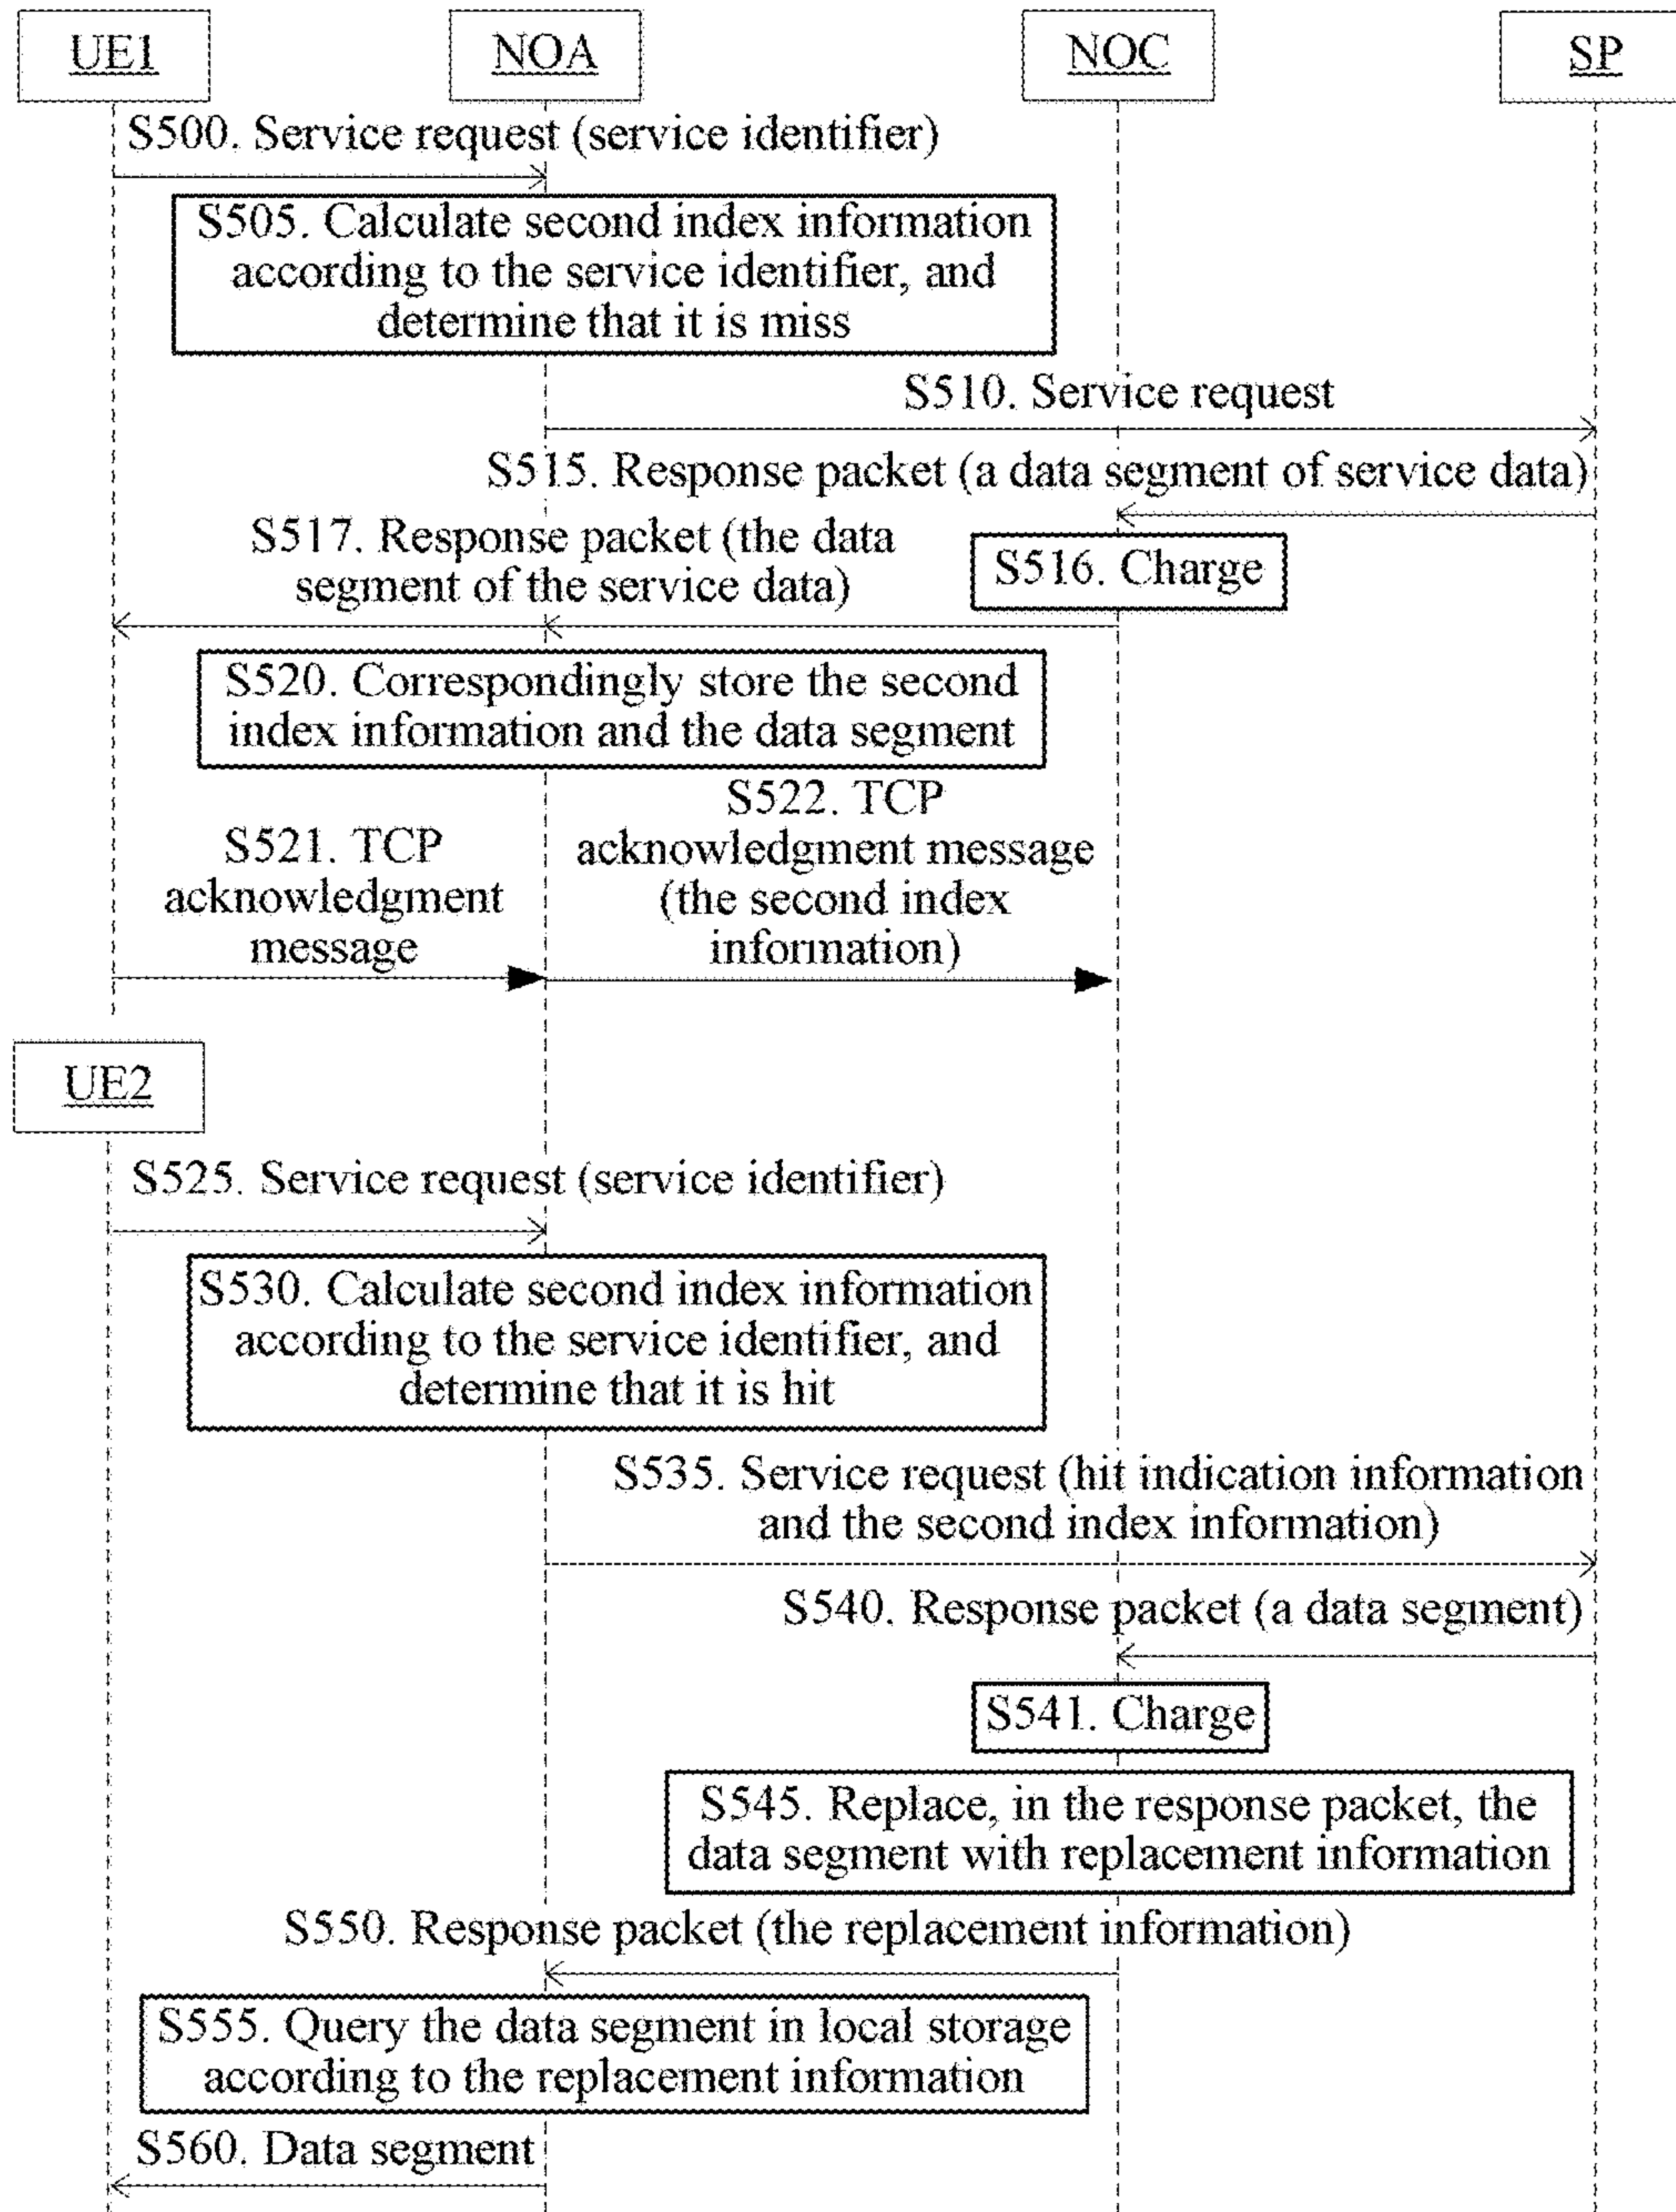 UE1
NOA
NOC
SP
S500. Service request (service identifier)
S505. Calculate second index information
according to the service identifier, and
determine that it is miss
S510. Service request
S515. Response packet (a data segment of service data)
S517. Response packet (the data
segment of the service data)
S516. Charge
S520. Correspondingly store the second
index information and the data segment
S521. TCP
acknowledgment
message
S522. TCP
acknowledgment message
(the second index
information)
UE2
S525. Service request (service identifier)
S530. Calculate second index information
according to the service identifier, and
determine that it is hit
S535. Service request (hit indication information
and the second index information)
S540. Response packet (a data segment)
S541. Charge
S545. Replace, in the response packet, the
data segment with replacement information
S550. Response packet (the replacement information)
S555. Query the data segment in local storage
according to the replacement information
S560. Data segment